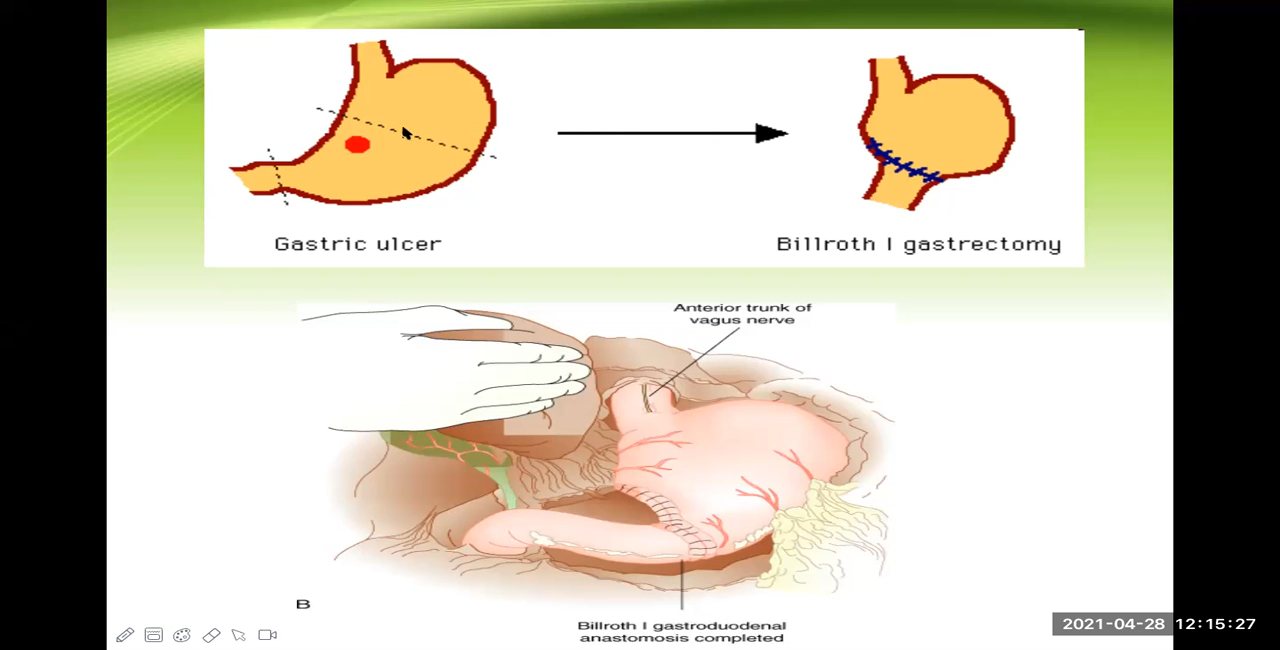 Gastric ulcer
Billroth I gastrectomy
Anterior trunk of
vagus nerve
B
Billroth I gastroduodenal
anastomosis completed
2021-04-28 12:15:27